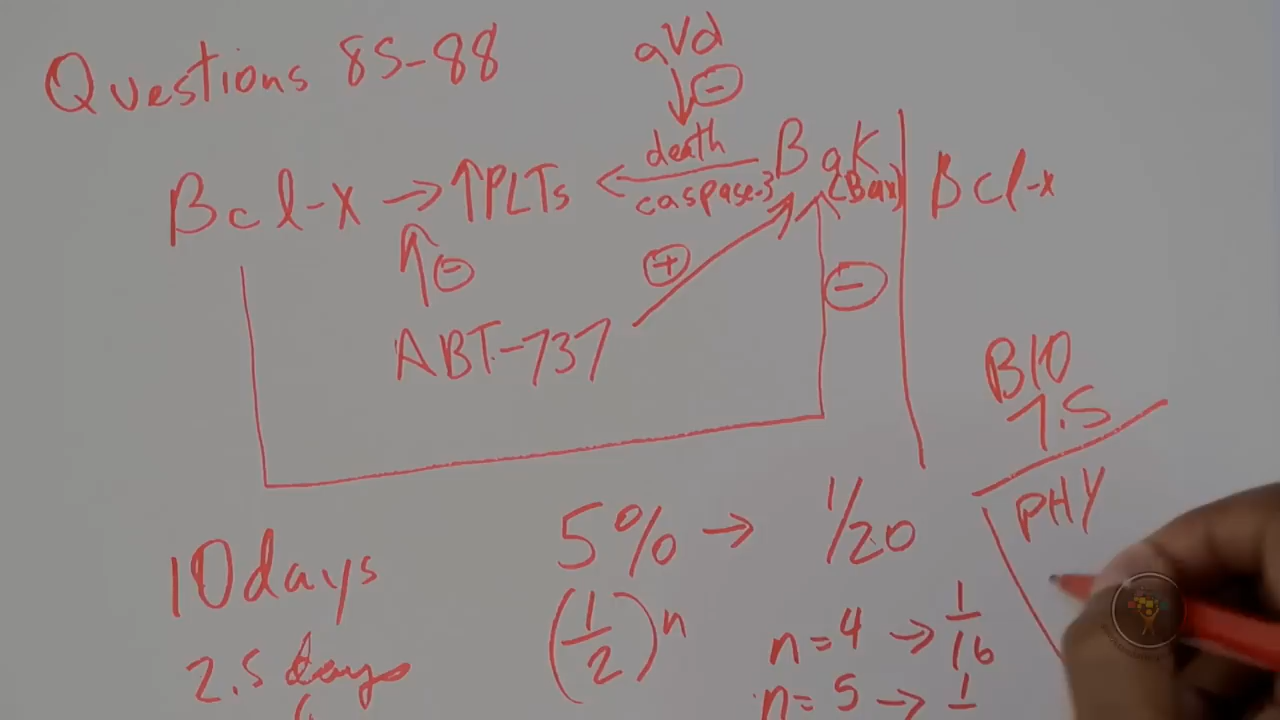 Questions 85-88
aVd
↓ ⊖
death
Bcl-x → ↑PLTs ← Bak
caspase-3 (Bax)
↑ ⊖
⊕
⊖
ABT-737
Bcl-x
B10
7.5
PHY
10 days
2.5 days
5% → 1/20
(1/2)^n
n=4 → 1/16
n=5 → 1